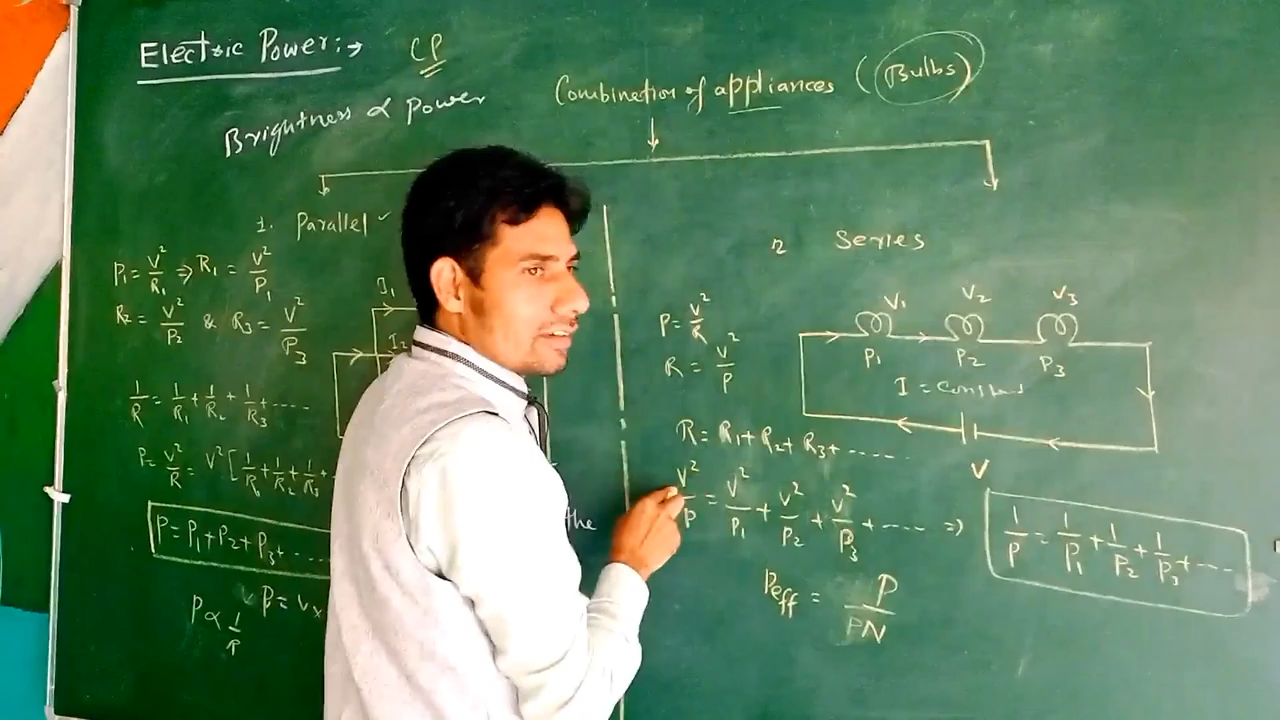 Electric Power:→ (P)
Brightness ∝ Power
Combination of appliances (Bulbs)
1. Parallel ✓
P₁ = V²/R₁ ⇒ R₁ = V²/P₁
R₂ = V²/P₂ & R₃ = V²/P₃
I₁
I₂
1/R = 1/R₁ + 1/R₂ + 1/R₃ + ....
P = V²/R = V² [1/R₁ + 1/R₂ + 1/R₃
P = P₁ + P₂ + P₃ + ....
P ∝ 1/R
P = V×
the
2 Series
P = V²/R
R = V²/P
V₁ V₂ V₃
P₁ P₂ P₃
I = Constant
V
R = R₁ + R₂ + R₃ + ......
V²/P = V²/P₁ + V²/P₂ + V²/P₃ + ..... ⇒ 1/P = 1/P₁ + 1/P₂ + 1/P₃ + ....
Peff = P/PN